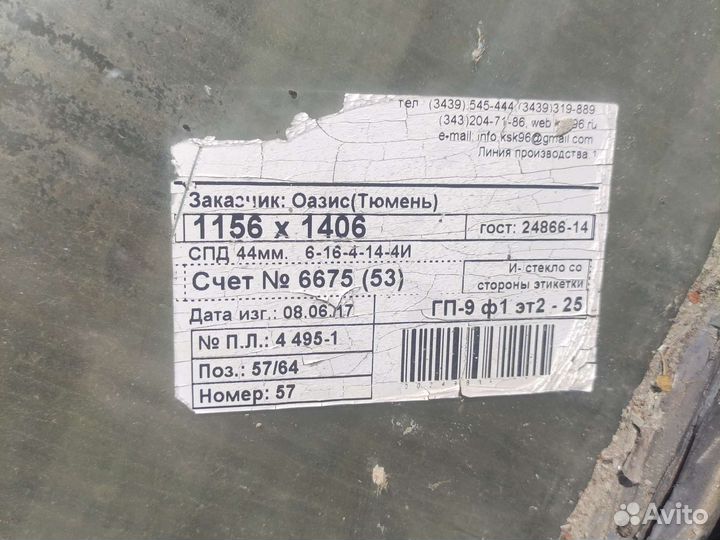 тел (3439) 545-444 (3439)319-889
(343)204-71-86, web 96.ru
e-mail: info.ksk96@gmail.com
Линия производства 1
Заказчик: Оазис(Тюмень)
1156 x 1406
гост: 24866-14
СПД 44мм. 6-16-4-14-4И
Счет № 6675 (53)
И- стекло со
стороны этикетки
Дата изг.: 08.06.17
ГП-9 ф1 эт2 - 25
№ П.Л.: 4 495-1
Поз.: 57/64
Номер: 57
Avito